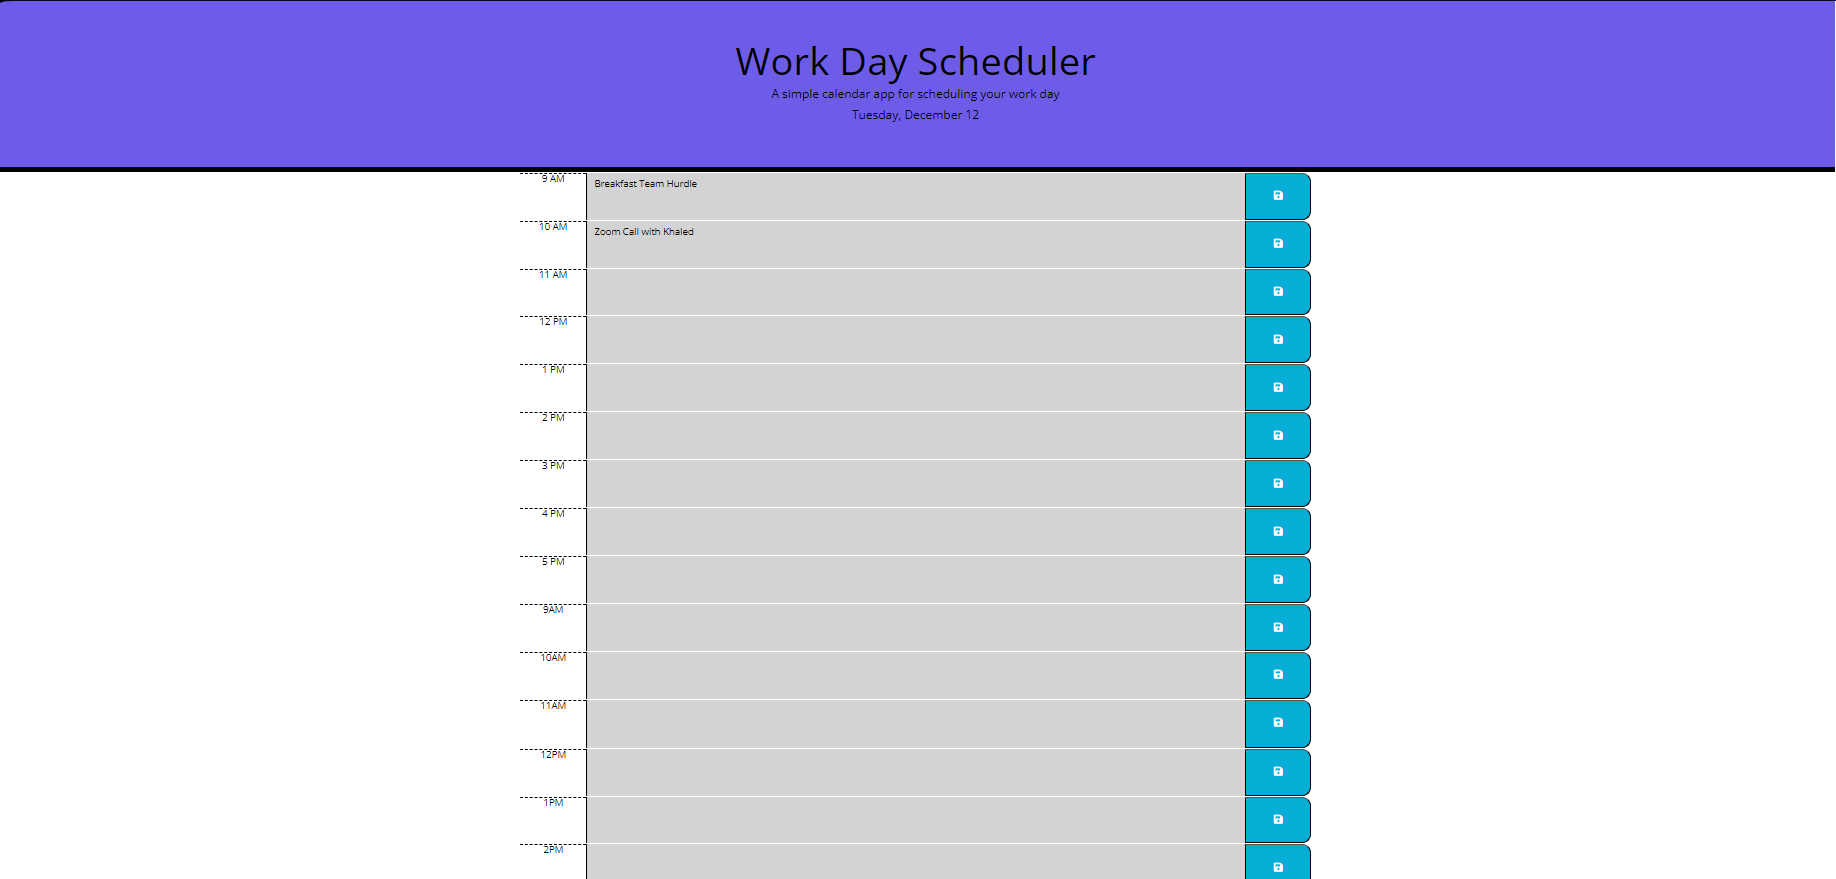 Work Day Scheduler
A simple calendar app for scheduling your work day
Tuesday, December 12
9 AM Breakfast Team Hurdle
10 AM Zoom Call with Khaled
11 AM
12 PM
1 PM
2 PM
3 PM
4 PM
5 PM
9AM
10AM
11AM
12PM
1PM
2PM